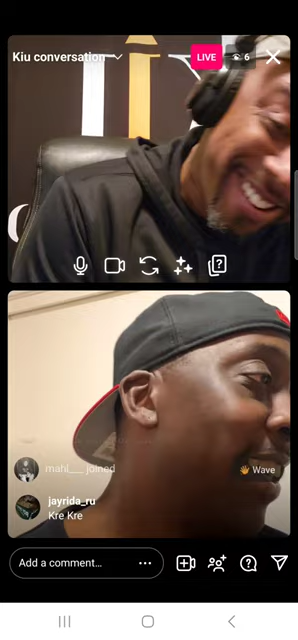 Kiu conversation
LIVE
6
mahl___ joined
👋 Wave
jayrida_ru
Kre Kre
Add a comment...